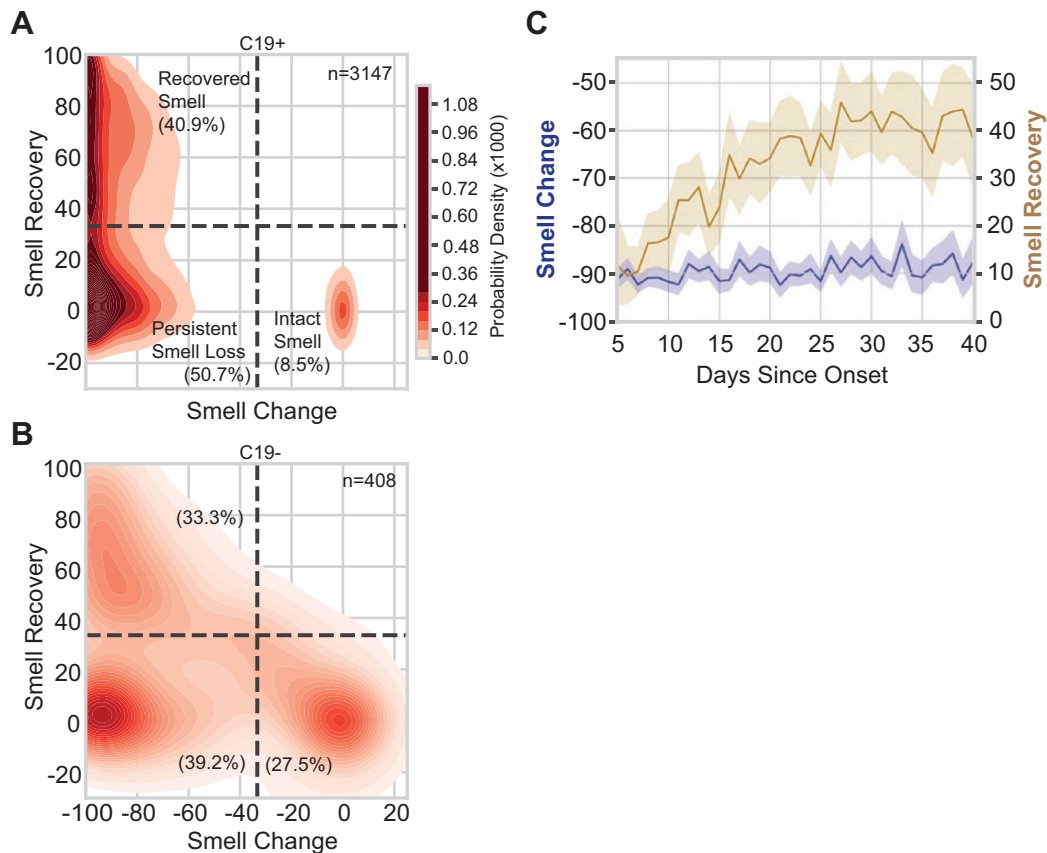 A
C19+
n=3147
100
80
60
40
20
0
-20
Smell Recovery
Recovered
Smell
(40.9%)
Persistent
Smell Loss
(50.7%)
Intact
Smell
(8.5%)
Smell Change
1.08
0.96
0.84
0.72
0.60
0.48
0.36
0.24
0.12
0.0
Probability Density (x1000)
B
C19-
n=408
100
80
60
40
20
0
-20
Smell Recovery
(33.3%)
(39.2%)
(27.5%)
-100 -80 -60 -40 -20 0 20
Smell Change
C
-50
-60
-70
-80
-90
-100
Smell Change
50
40
30
20
10
0
Smell Recovery
5 10 15 20 25 30 35 40
Days Since Onset